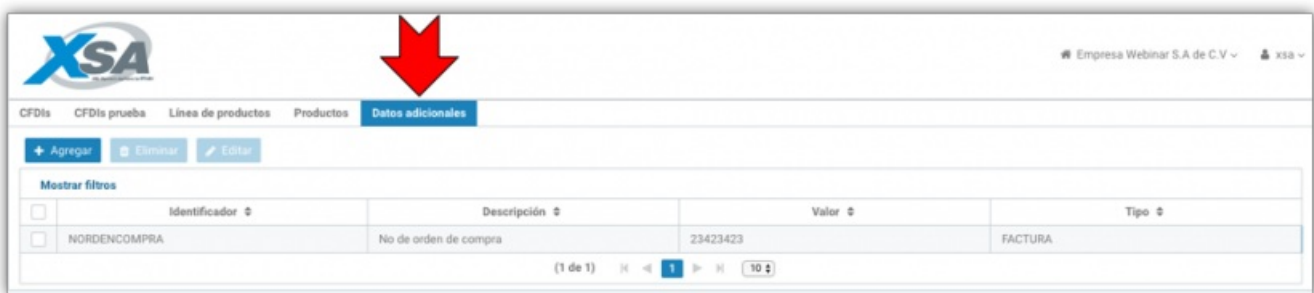 XSA
Empresa Webinar S.A de C.V xsa
CFDIs CFDIs prueba Línea de productos Productos Datos adicionales
+ Agregar Eliminar Editar
Mostrar filtros
Identificador Descripción Valor Tipo
NORDENCOMPRA No de orden de compra 23423423 FACTURA
(1 de 1) 1 10